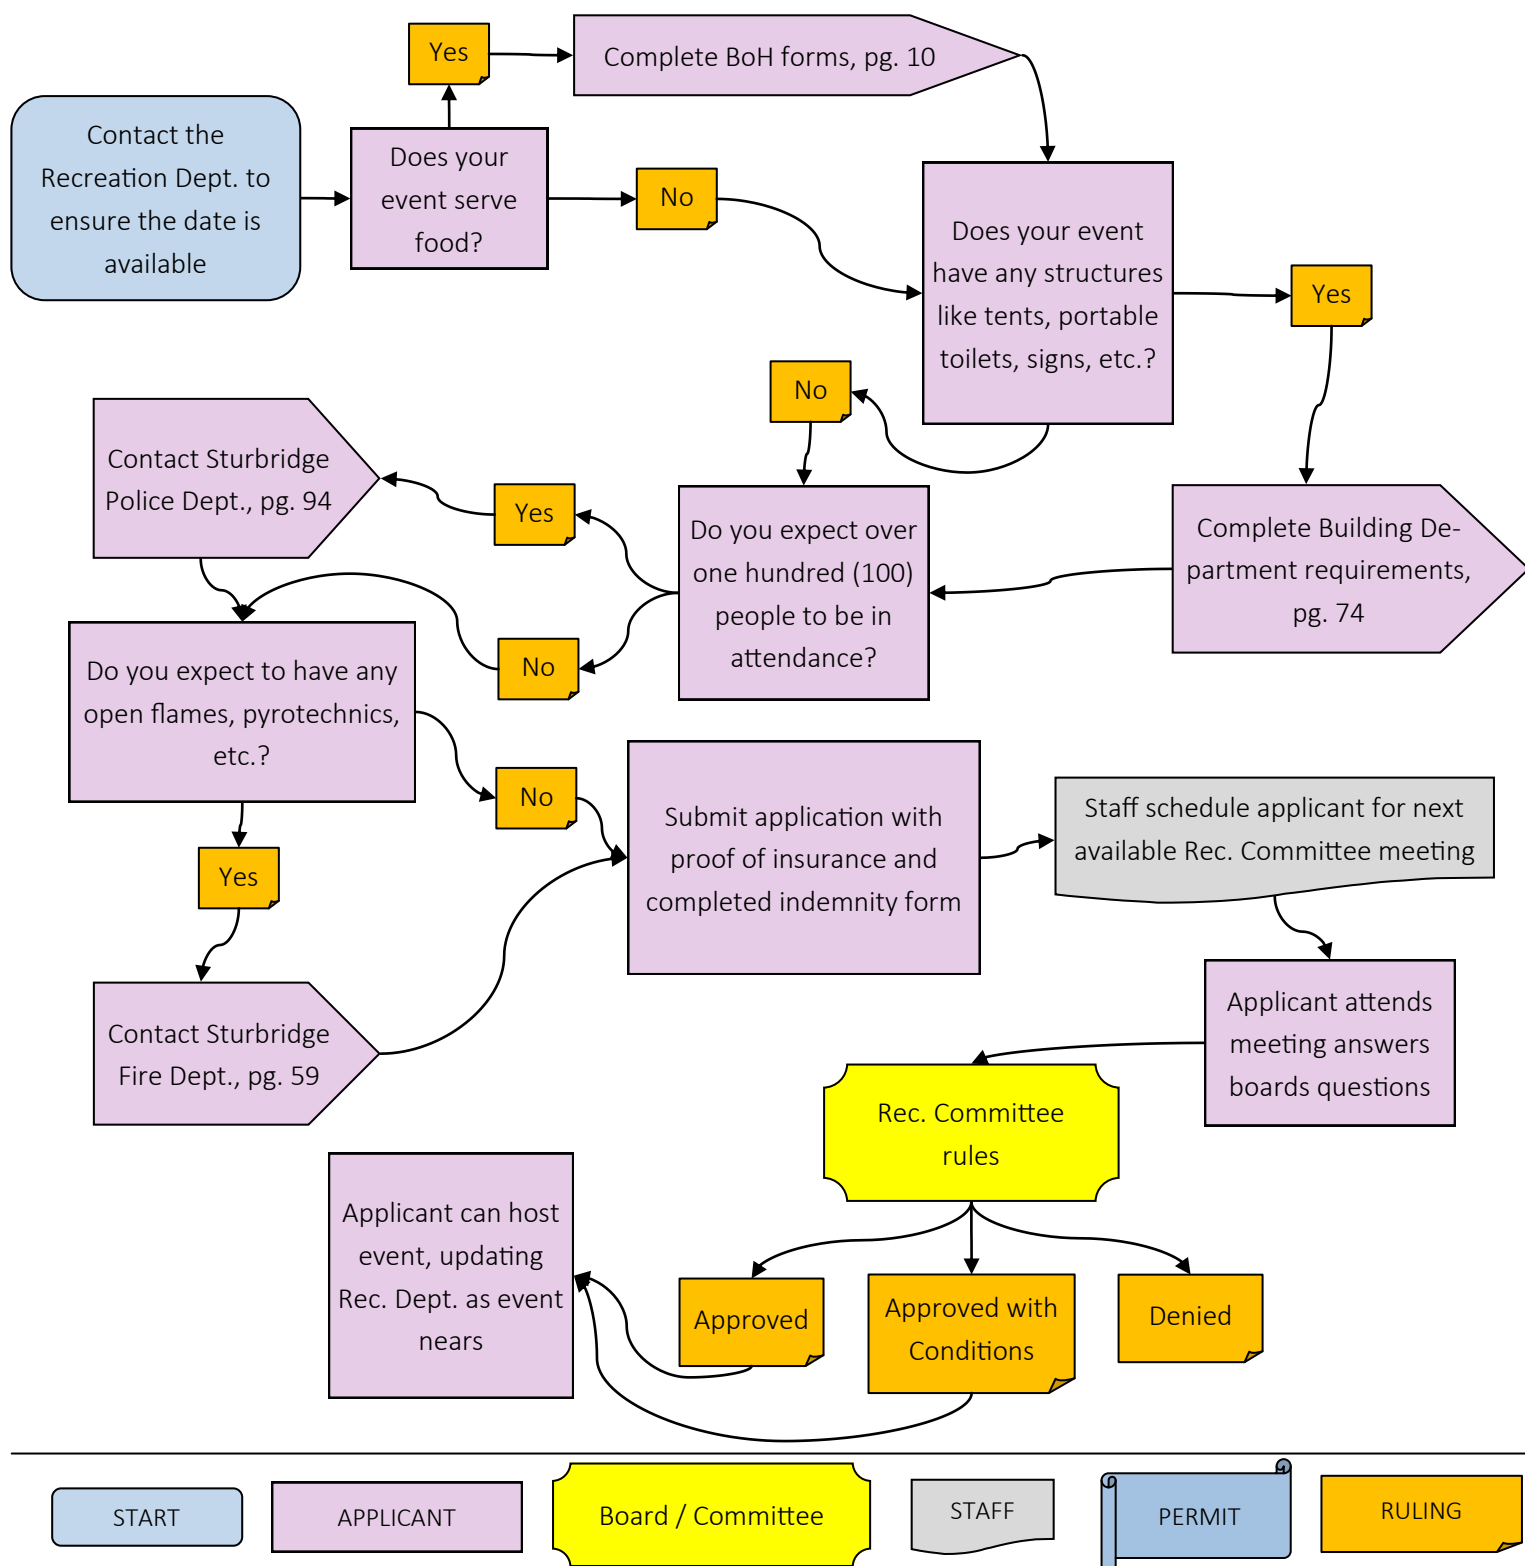 Yes
Complete BoH forms, pg. 10
Contact the
Recreation Dept. to
ensure the date is
available
Does your
event serve
food?
No
Does your event
have any structures
like tents, portable
toilets, signs, etc.?
Yes
No
Contact Sturbridge
Police Dept., pg. 94
Yes
Do you expect over
one hundred (100)
people to be in
attendance?
Complete Building De-
partment requirements,
pg. 74
No
Do you expect to have any
open flames, pyrotechnics,
etc.?
No
Submit application with
proof of insurance and
completed indemnity form
Staff schedule applicant for next
available Rec. Committee meeting
Yes
Contact Sturbridge
Fire Dept., pg. 59
Applicant attends
meeting answers
boards questions
Rec. Committee
rules
Applicant can host
event, updating
Rec. Dept. as event
nears
Approved
Approved with
Conditions
Denied
START
APPLICANT
Board / Committee
STAFF
PERMIT
RULING